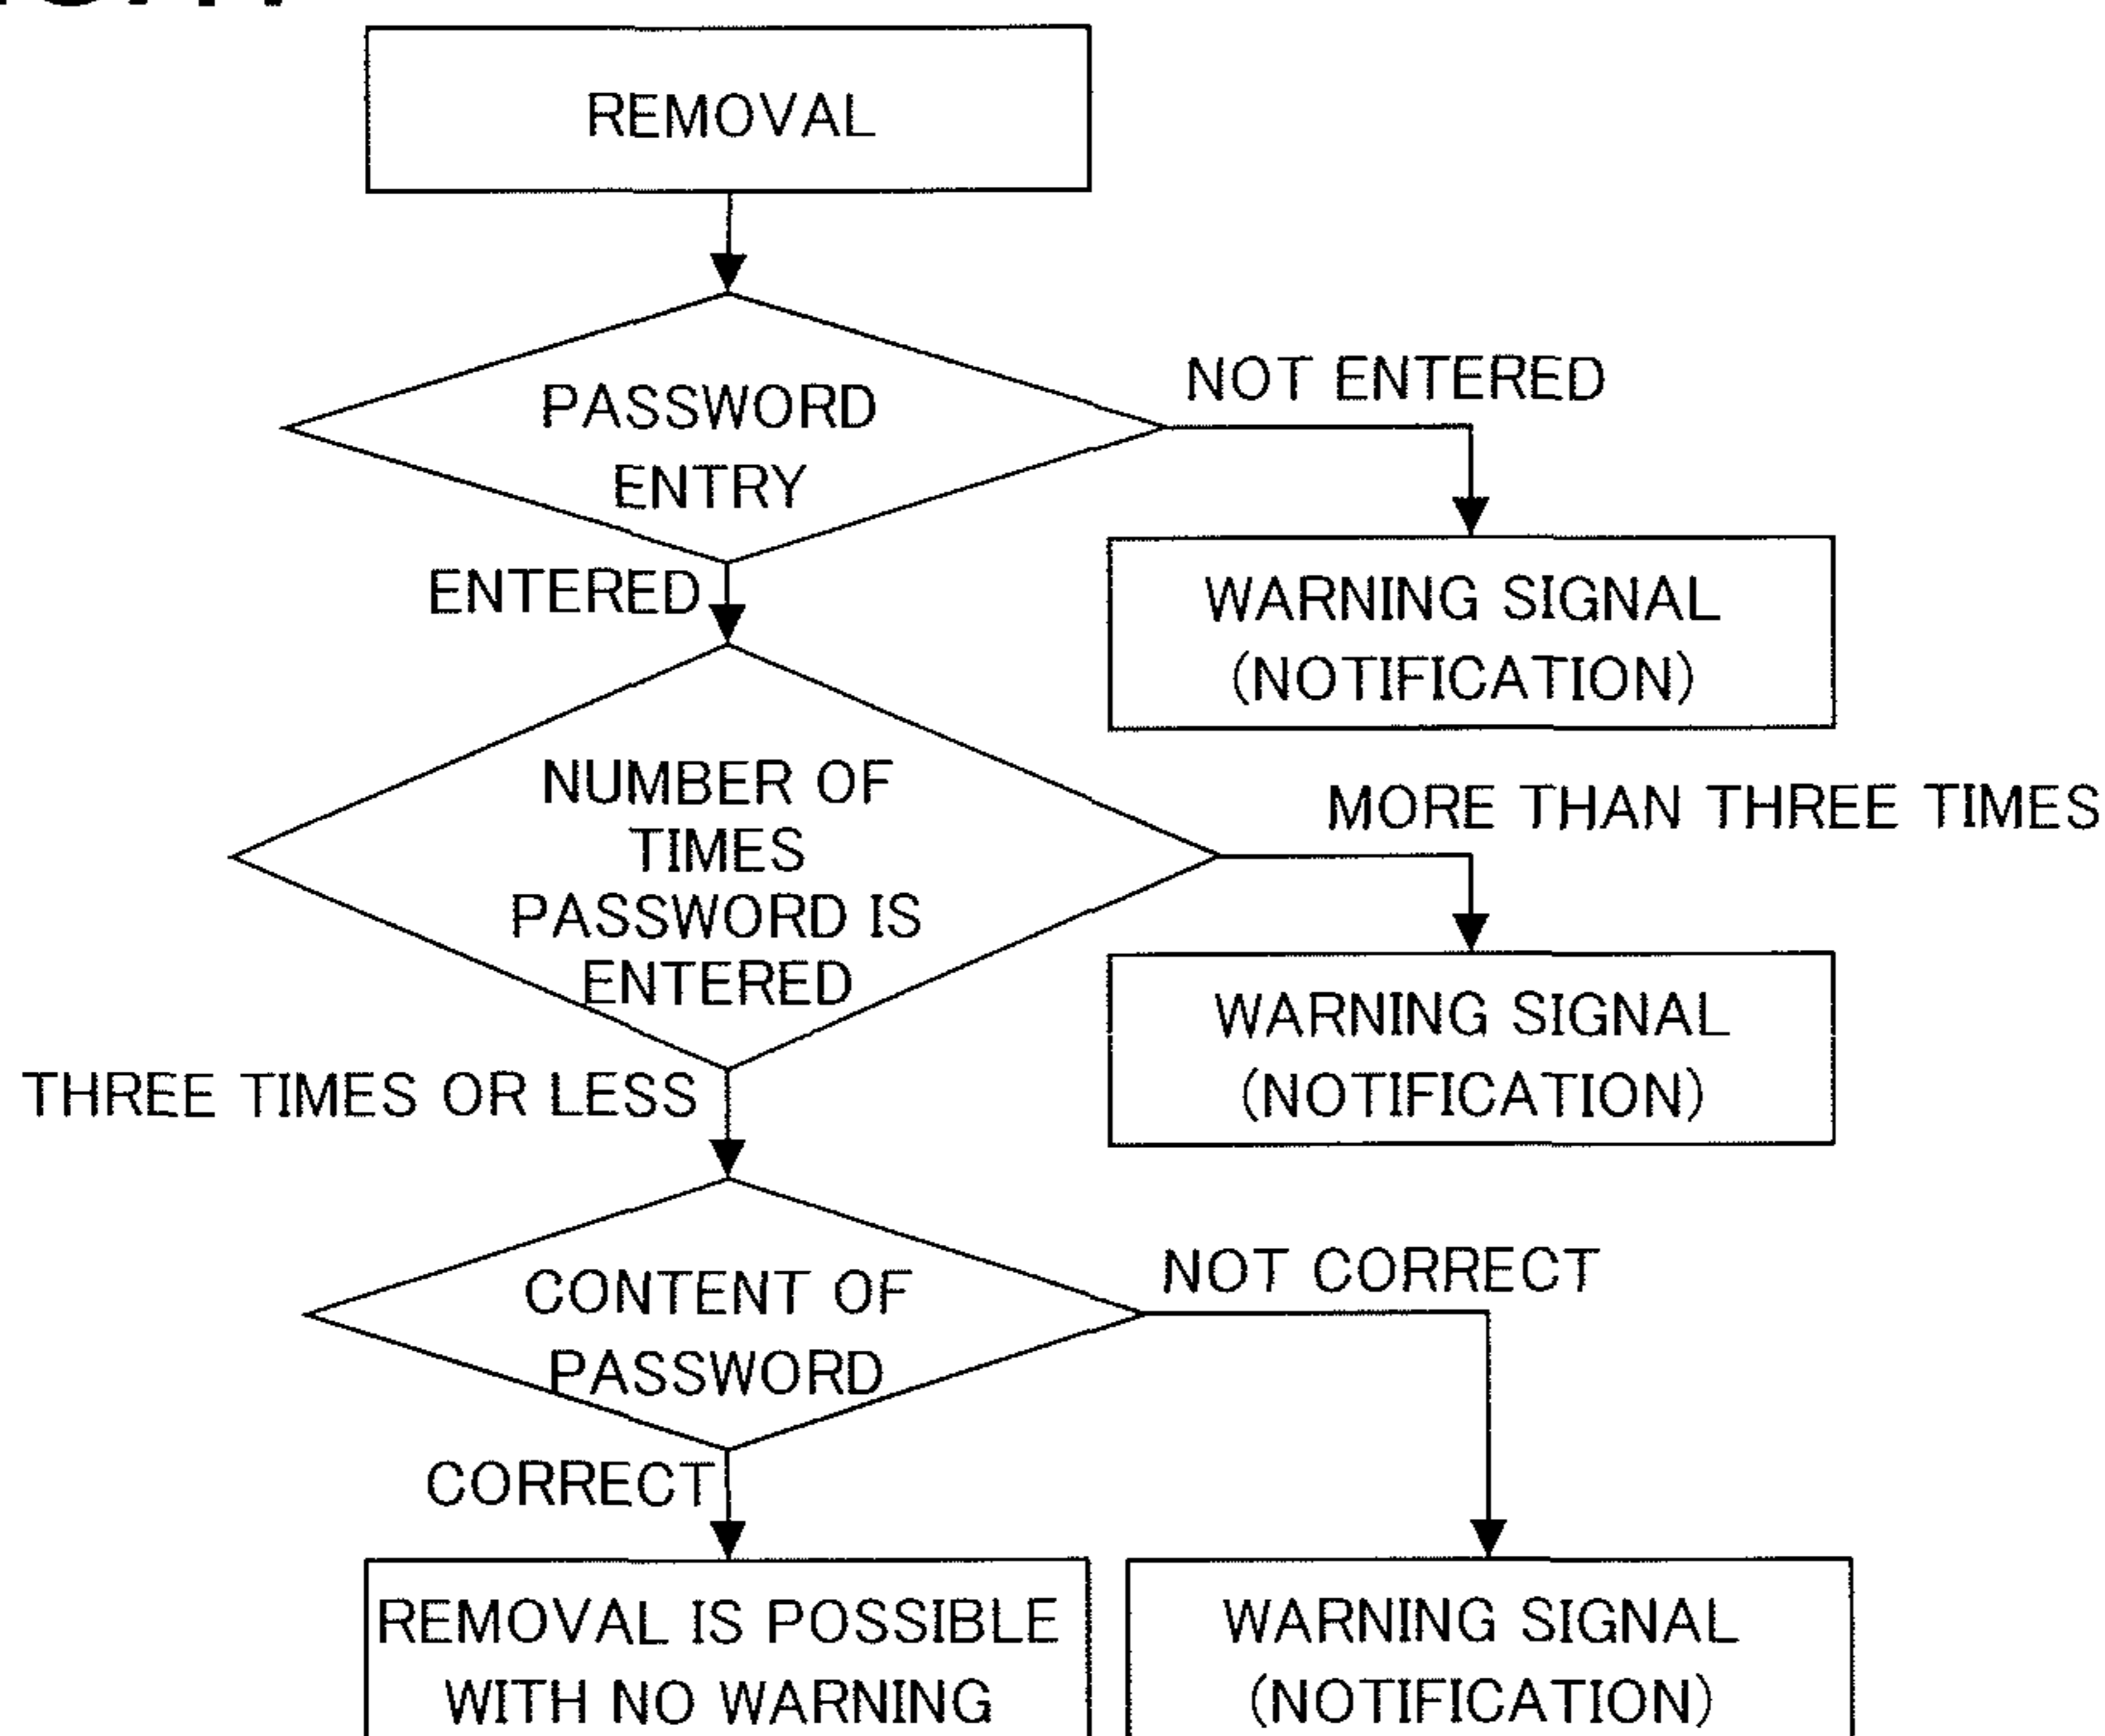 REMOVAL
PASSWORD
ENTRY
NOT ENTERED
WARNING SIGNAL
(NOTIFICATION)
ENTERED
NUMBER OF
TIMES
PASSWORD IS
ENTERED
MORE THAN THREE TIMES
WARNING SIGNAL
(NOTIFICATION)
THREE TIMES OR LESS
CONTENT OF
PASSWORD
NOT CORRECT
CORRECT
REMOVAL IS POSSIBLE
WITH NO WARNING
WARNING SIGNAL
(NOTIFICATION)